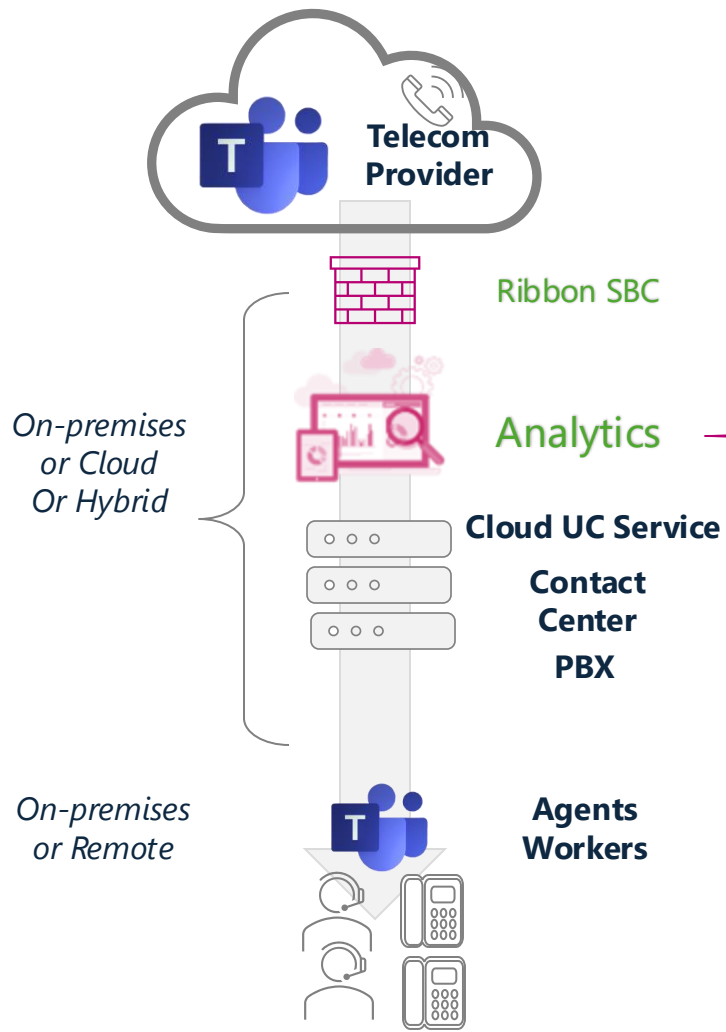 T
Telecom
Provider
Ribbon SBC
On-premises
or Cloud
Or Hybrid
Analytics
Cloud UC Service
Contact
Center
PBX
On-premises
or Remote
T
Agents
Workers